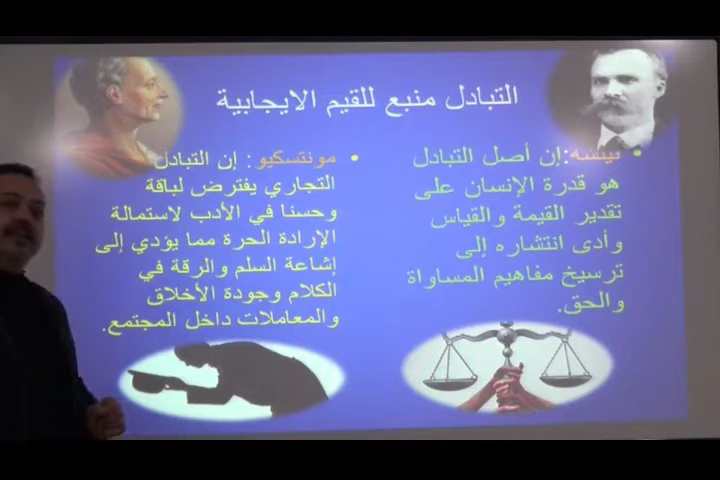 التبادل منبع للقيم الايجابية
نيتشه:إن أصل التبادل
هو قدرة الإنسان على
تقدير القيمة والقياس
وأدى انتشاره إلى
ترسيخ مفاهيم المساواة
والحق.
مونتسكيو: إن التبادل
التجاري يفترض لباقة
وحسنا في الأدب لاستمالة
الإرادة الحرة مما يؤدي إلى
إشاعة السلم والرقة في
الكلام وجودة الأخلاق
والمعاملات داخل المجتمع.